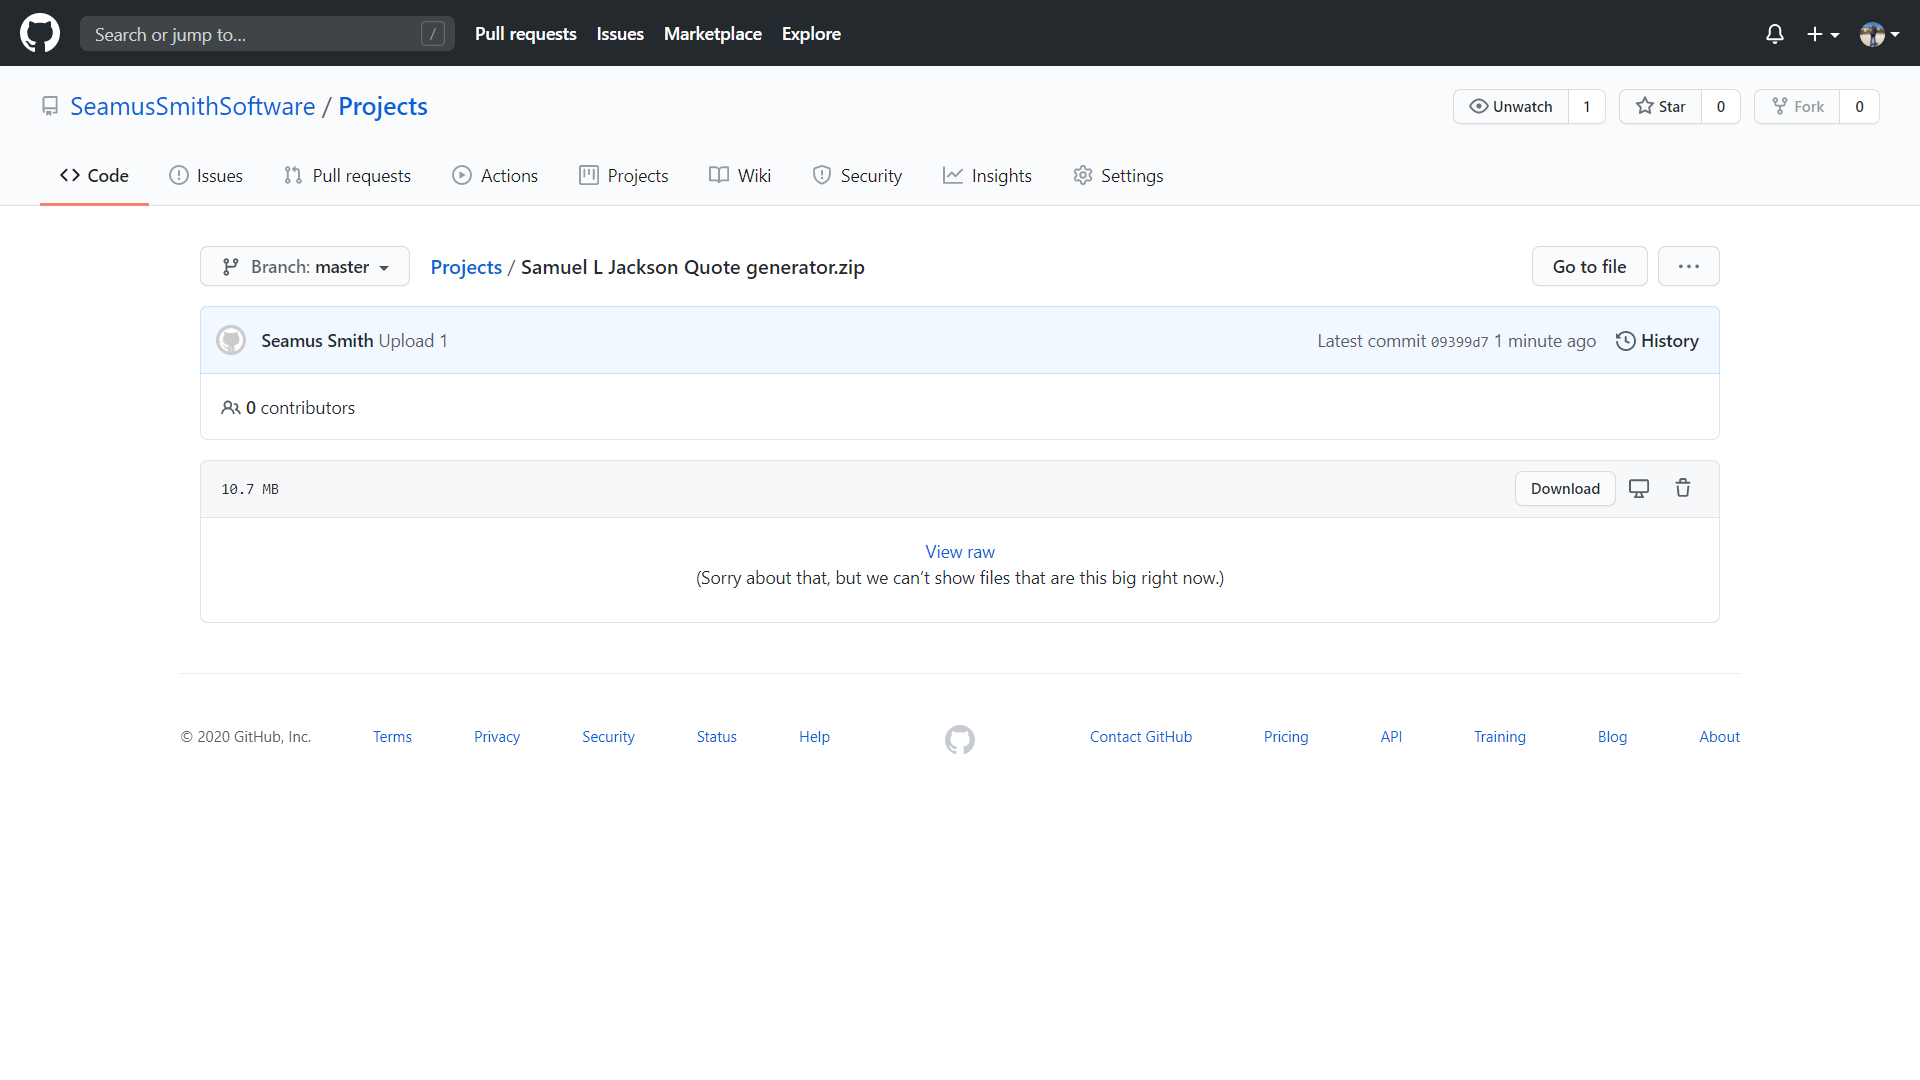 Search or jump to... /
Pull requests Issues Marketplace Explore
SeamusSmithSoftware / Projects
Unwatch 1 Star 0 Fork 0
Code Issues Pull requests Actions Projects Wiki Security Insights Settings
Branch: master Projects / Samuel L Jackson Quote generator.zip Go to file ...
Seamus Smith Upload 1 Latest commit 09399d7 1 minute ago History
0 contributors
10.7 MB Download
View raw
(Sorry about that, but we can’t show files that are this big right now.)
© 2020 GitHub, Inc. Terms Privacy Security Status Help Contact GitHub Pricing API Training Blog About